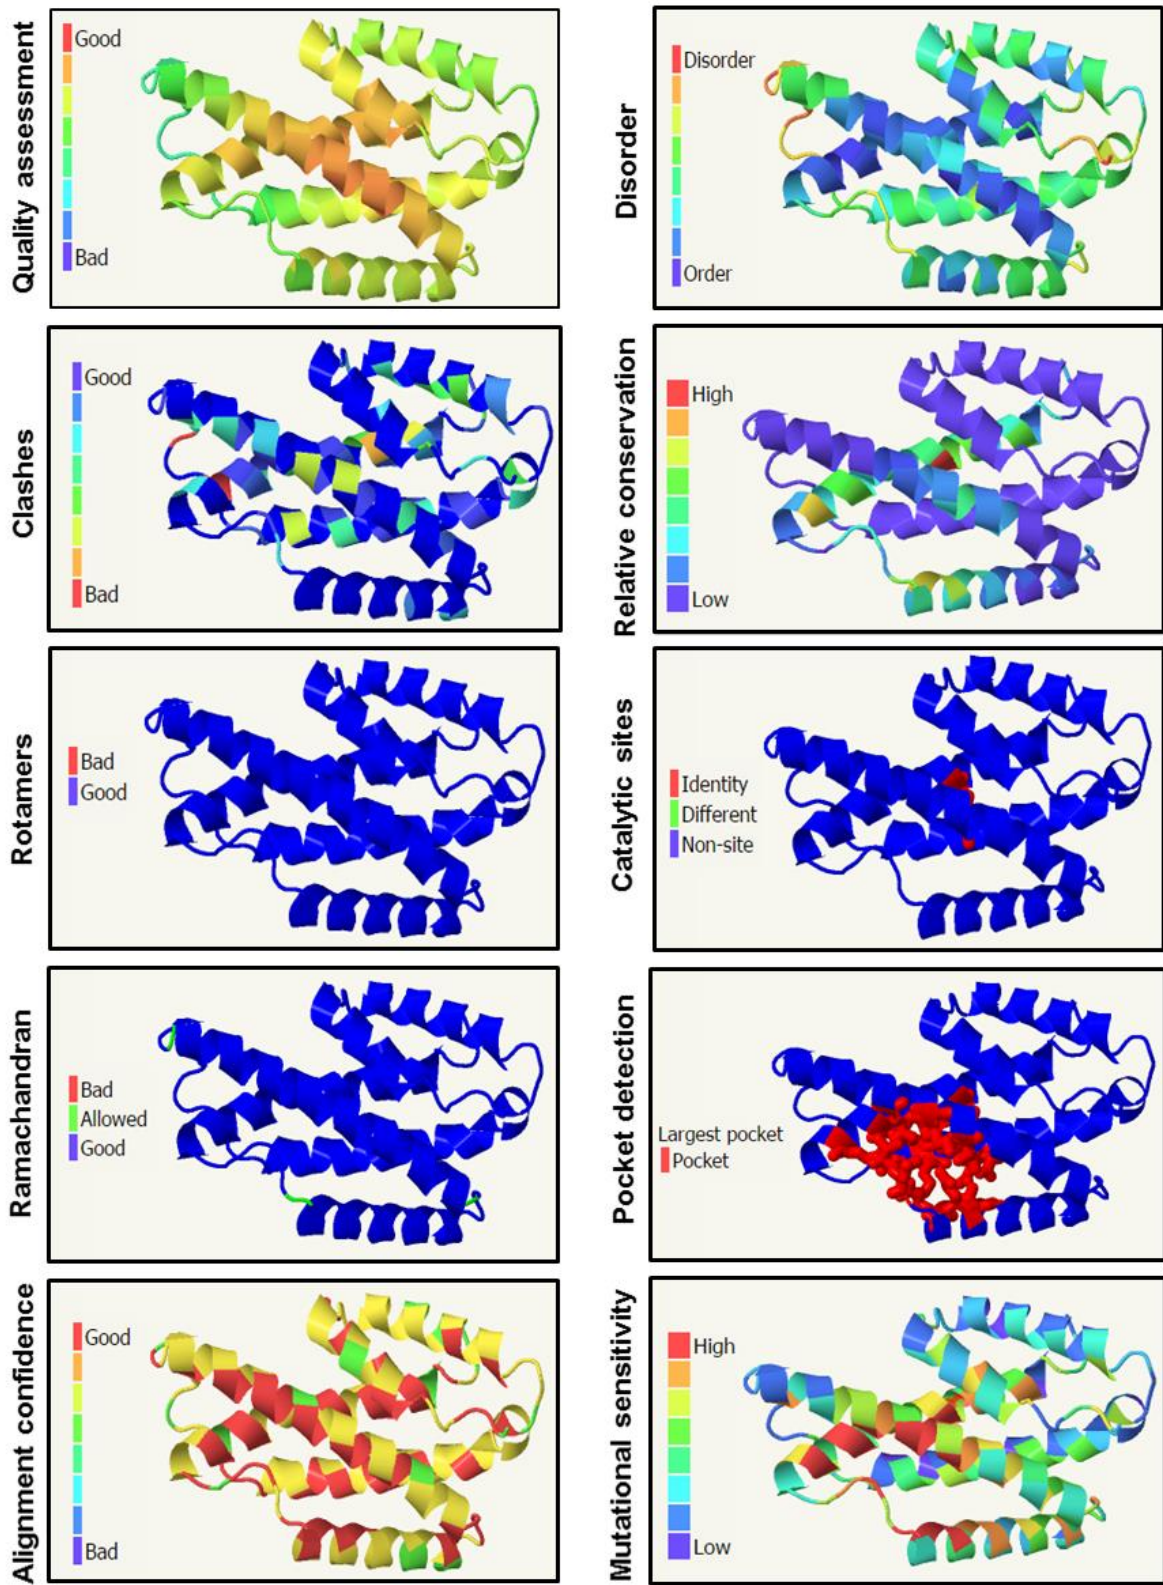 Quality assessment
Good
Bad
Disorder
Disorder
Order
Clashes
Good
Bad
Relative conservation
High
Low
Rotamers
Bad
Good
Catalytic sites
Identity
Different
Non-site
Ramachandran
Bad
Allowed
Good
Pocket detection
Largest pocket
Pocket
Alignment confidence
Good
Bad
Mutational sensitivity
High
Low